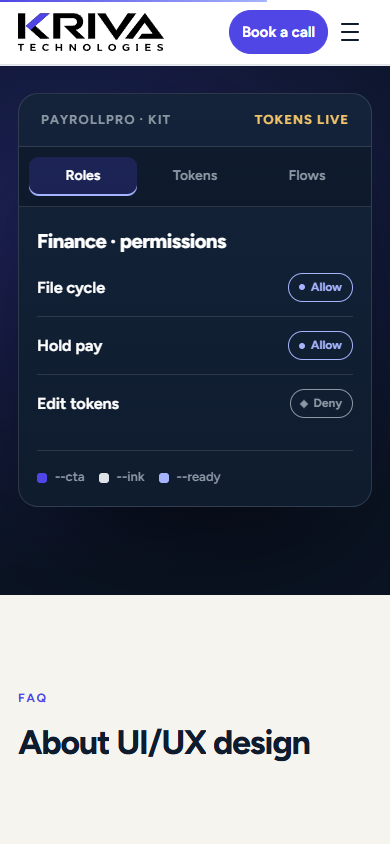 KRIVA
TECHNOLOGIES
Book a call
PAYROLLPRO · KIT
TOKENS LIVE
Roles
Tokens
Flows
Finance · permissions
File cycle
Allow
Hold pay
Allow
Edit tokens
Deny
--cta
--ink
--ready
FAQ
About UI/UX design